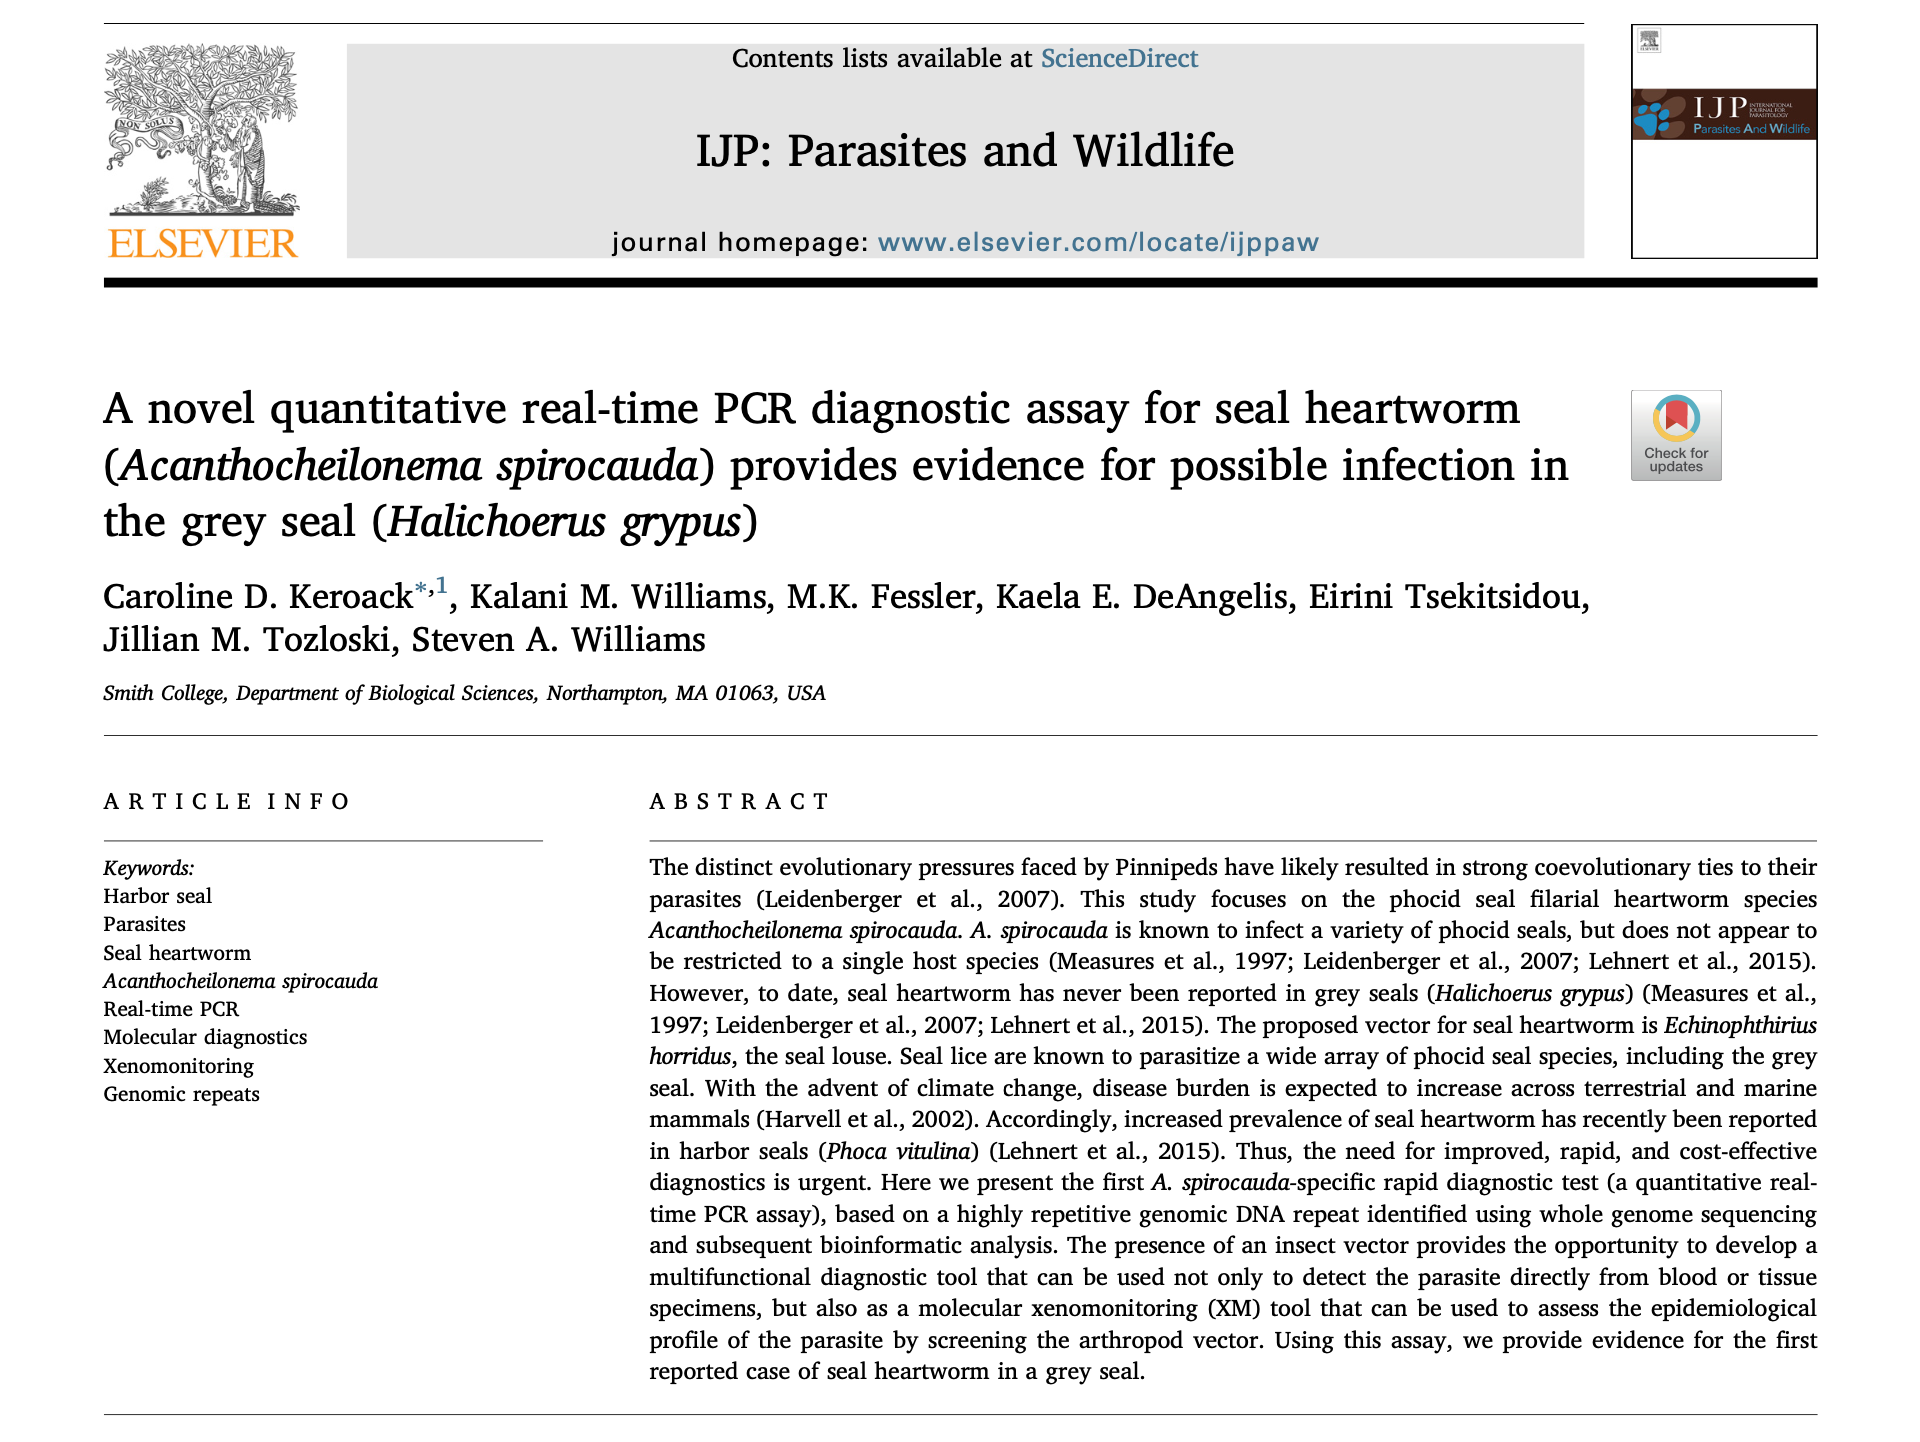 Contents lists available at ScienceDirect
IJP: Parasites and Wildlife
journal homepage: www.elsevier.com/locate/ijppaw
NON SOLUS
ELSEVIER
ELSEVIER
IJP INTERNATIONAL JOURNAL FOR PARASITOLOGY
Parasites And Wildlife
A novel quantitative real-time PCR diagnostic assay for seal heartworm
(Acanthocheilonema spirocauda) provides evidence for possible infection in
the grey seal (Halichoerus grypus)
Check for
updates
Caroline D. Keroack*,1, Kalani M. Williams, M.K. Fessler, Kaela E. DeAngelis, Eirini Tsekitsidou,
Jillian M. Tozloski, Steven A. Williams
Smith College, Department of Biological Sciences, Northampton, MA 01063, USA
ARTICLE INFO
Keywords:
Harbor seal
Parasites
Seal heartworm
Acanthocheilonema spirocauda
Real-time PCR
Molecular diagnostics
Xenomonitoring
Genomic repeats
ABSTRACT
The distinct evolutionary pressures faced by Pinnipeds have likely resulted in strong coevolutionary ties to their
parasites (Leidenberger et al., 2007). This study focuses on the phocid seal filarial heartworm species
Acanthocheilonema spirocauda. A. spirocauda is known to infect a variety of phocid seals, but does not appear to
be restricted to a single host species (Measures et al., 1997; Leidenberger et al., 2007; Lehnert et al., 2015).
However, to date, seal heartworm has never been reported in grey seals (Halichoerus grypus) (Measures et al.,
1997; Leidenberger et al., 2007; Lehnert et al., 2015). The proposed vector for seal heartworm is Echinophthirius
horridus, the seal louse. Seal lice are known to parasitize a wide array of phocid seal species, including the grey
seal. With the advent of climate change, disease burden is expected to increase across terrestrial and marine
mammals (Harvell et al., 2002). Accordingly, increased prevalence of seal heartworm has recently been reported
in harbor seals (Phoca vitulina) (Lehnert et al., 2015). Thus, the need for improved, rapid, and cost-effective
diagnostics is urgent. Here we present the first A. spirocauda-specific rapid diagnostic test (a quantitative real-
time PCR assay), based on a highly repetitive genomic DNA repeat identified using whole genome sequencing
and subsequent bioinformatic analysis. The presence of an insect vector provides the opportunity to develop a
multifunctional diagnostic tool that can be used not only to detect the parasite directly from blood or tissue
specimens, but also as a molecular xenomonitoring (XM) tool that can be used to assess the epidemiological
profile of the parasite by screening the arthropod vector. Using this assay, we provide evidence for the first
reported case of seal heartworm in a grey seal.